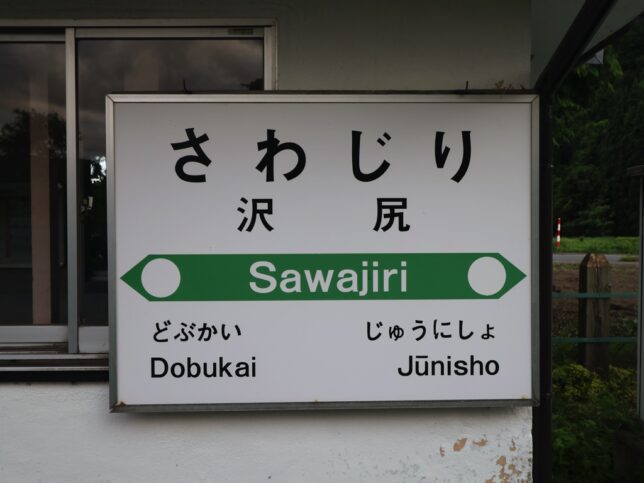 さわじり
沢尻
Sawajiri
どぶかい じゅうにしょ
Dobukai Jūnisho